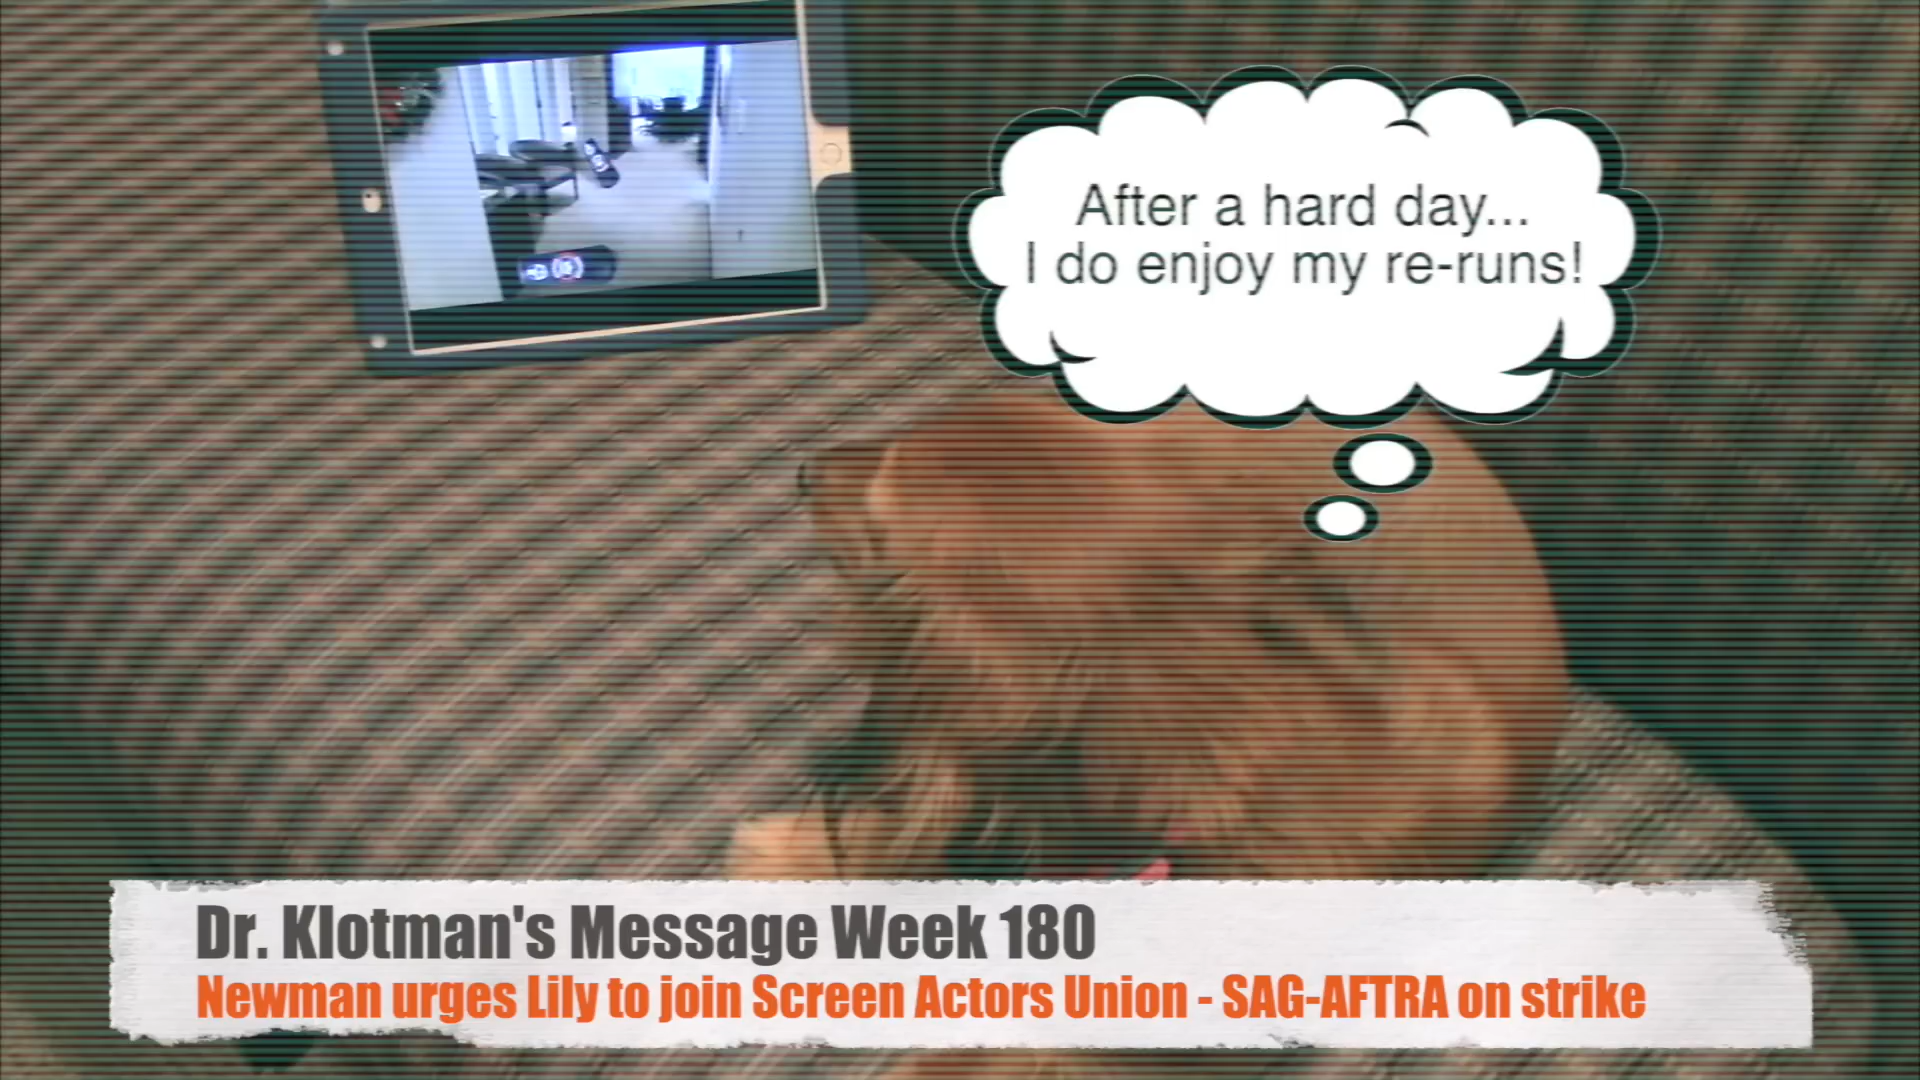 After a hard day...
I do enjoy my re-runs!
Dr. Klotman's Message Week 180
Newman urges Lily to join Screen Actors Union - SAG-AFTRA on strike